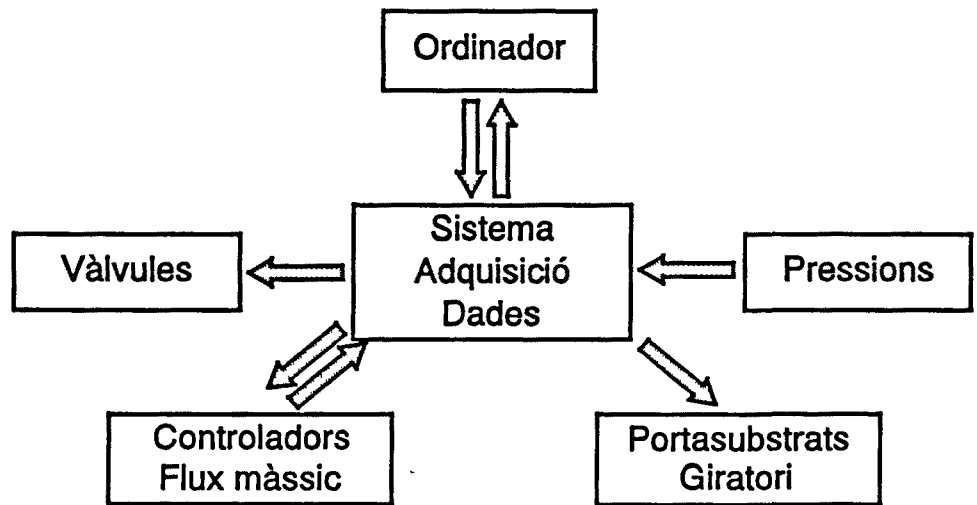 Ordinador
Sistema
Adquisició
Dades
Vàlvules
Pressions
Controladors
Flux màssic
Portasubstrats
Giratori